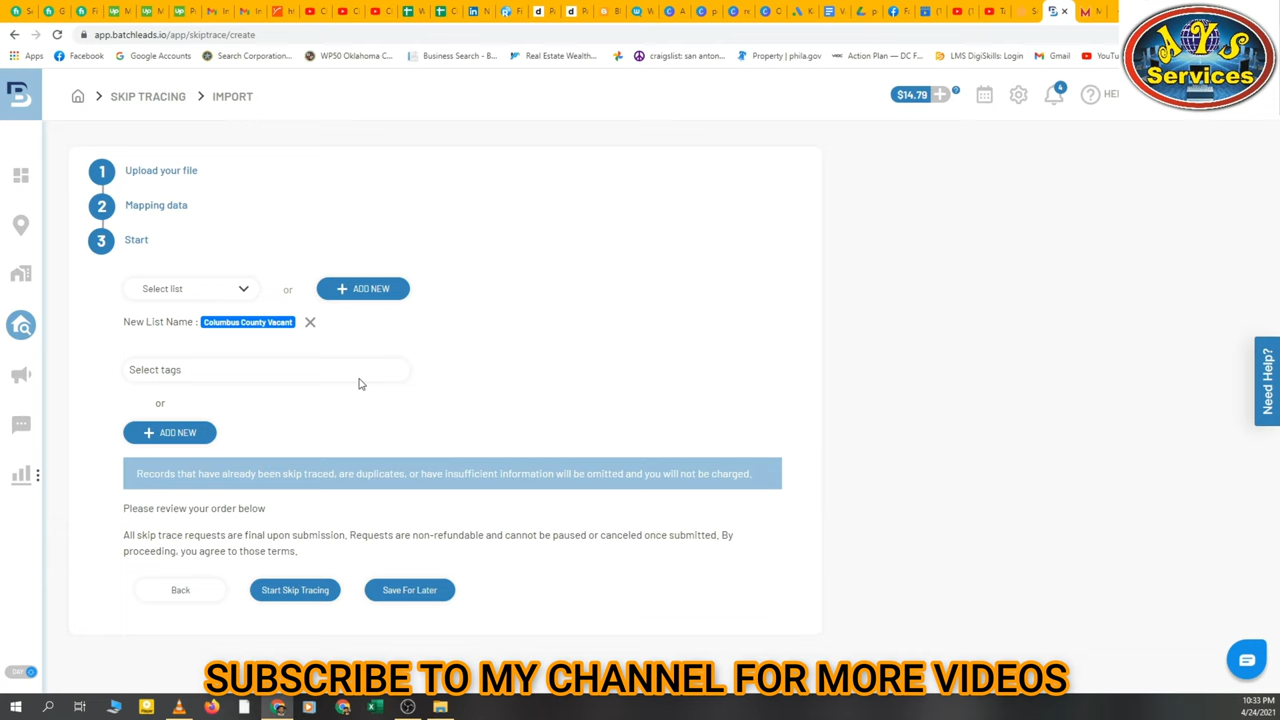 app.batchleads.io/app/skiptrace/create
Apps Facebook Google Accounts Search Corporation... WP50 Oklahoma C... Business Search - B... Real Estate Wealth... craigslist: san anton... Property | phila.gov Action Plan — DC F... LMS DigiSkills: Login Gmail YouTu
AYS
Services
SKIP TRACING IMPORT
$14.79
4
HEL
1 Upload your file
2 Mapping data
3 Start
Select list or ADD NEW
New List Name : Columbus County Vacant
Select tags
or
ADD NEW
Records that have already been skip traced, are duplicates, or have insufficient information will be omitted and you will not be charged.
Please review your order below
All skip trace requests are final upon submission. Requests are non-refundable and cannot be paused or canceled once submitted. By
proceeding, you agree to those terms.
Back Start Skip Tracing Save For Later
Need Help?
SUBSCRIBE TO MY CHANNEL FOR MORE VIDEOS
10:33 PM
4/24/2021